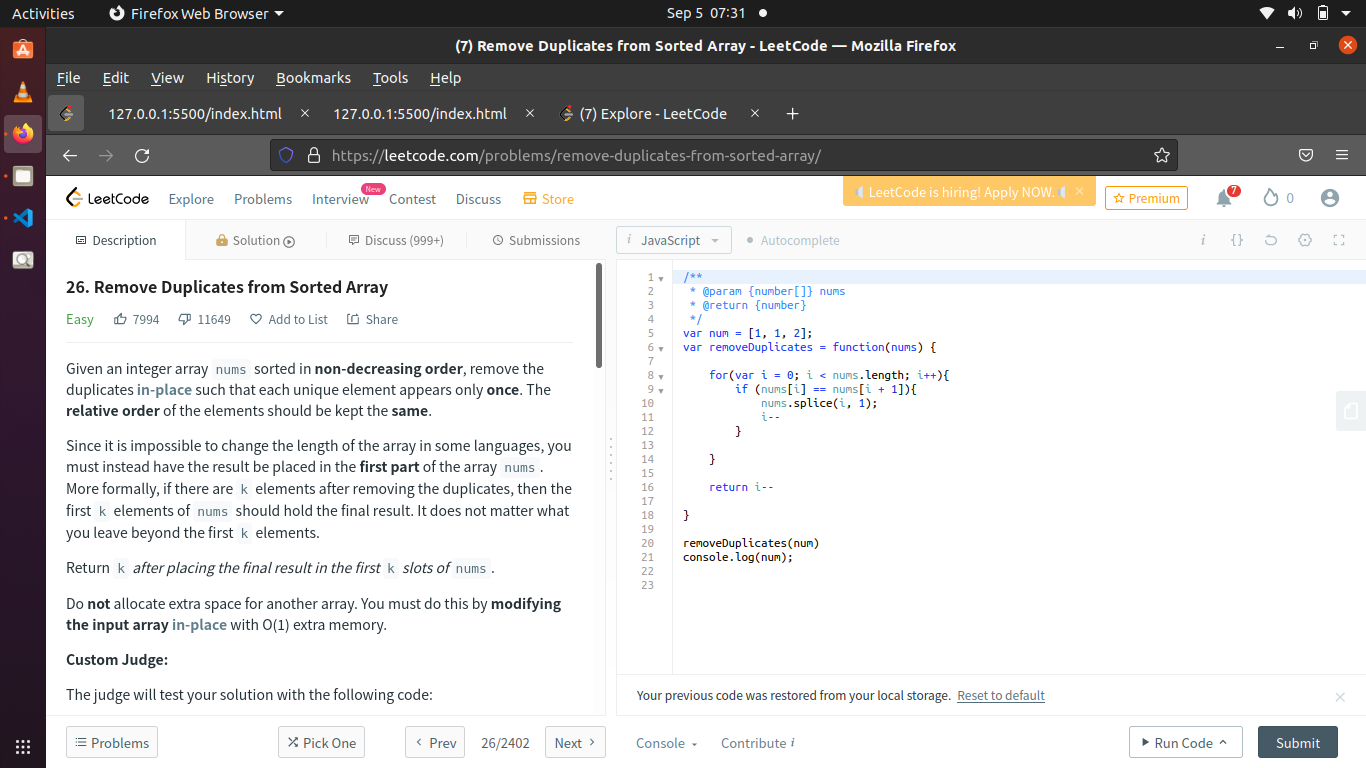 Activities
Firefox Web Browser
Sep 5 07:31
(7) Remove Duplicates from Sorted Array - LeetCode — Mozilla Firefox
File Edit View History Bookmarks Tools Help
127.0.0.1:5500/index.html
127.0.0.1:5500/index.html
(7) Explore - LeetCode
https://leetcode.com/problems/remove-duplicates-from-sorted-array/
LeetCode
Explore
Problems
Interview
New
Contest
Discuss
Store
LeetCode is hiring! Apply NOW.
Premium
7
0
Description
Solution
Discuss (999+)
Submissions
i JavaScript
Autocomplete
i {}
26. Remove Duplicates from Sorted Array
Easy
7994
11649
Add to List
Share
Given an integer array nums sorted in non-decreasing order, remove the
duplicates in-place such that each unique element appears only once. The
relative order of the elements should be kept the same.
Since it is impossible to change the length of the array in some languages, you
must instead have the result be placed in the first part of the array nums.
More formally, if there are k elements after removing the duplicates, then the
first k elements of nums should hold the final result. It does not matter what
you leave beyond the first k elements.
Return k after placing the final result in the first k slots of nums.
Do not allocate extra space for another array. You must do this by modifying
the input array in-place with O(1) extra memory.
Custom Judge:
The judge will test your solution with the following code:
1 /**
2 * @param {number[]} nums
3 * @return {number}
4 */
5 var num = [1, 1, 2];
6 var removeDuplicates = function(nums) {
7
8 for(var i = 0; i < nums.length; i++){
9 if (nums[i] == nums[i + 1]){
10 nums.splice(i, 1);
11 i--
12 }
13
14 }
15
16 return i--
17
18 }
19
20 removeDuplicates(num)
21 console.log(num);
22
23
Your previous code was restored from your local storage. Reset to default
Problems
Pick One
Prev
26/2402
Next
Console
Contribute i
Run Code
Submit